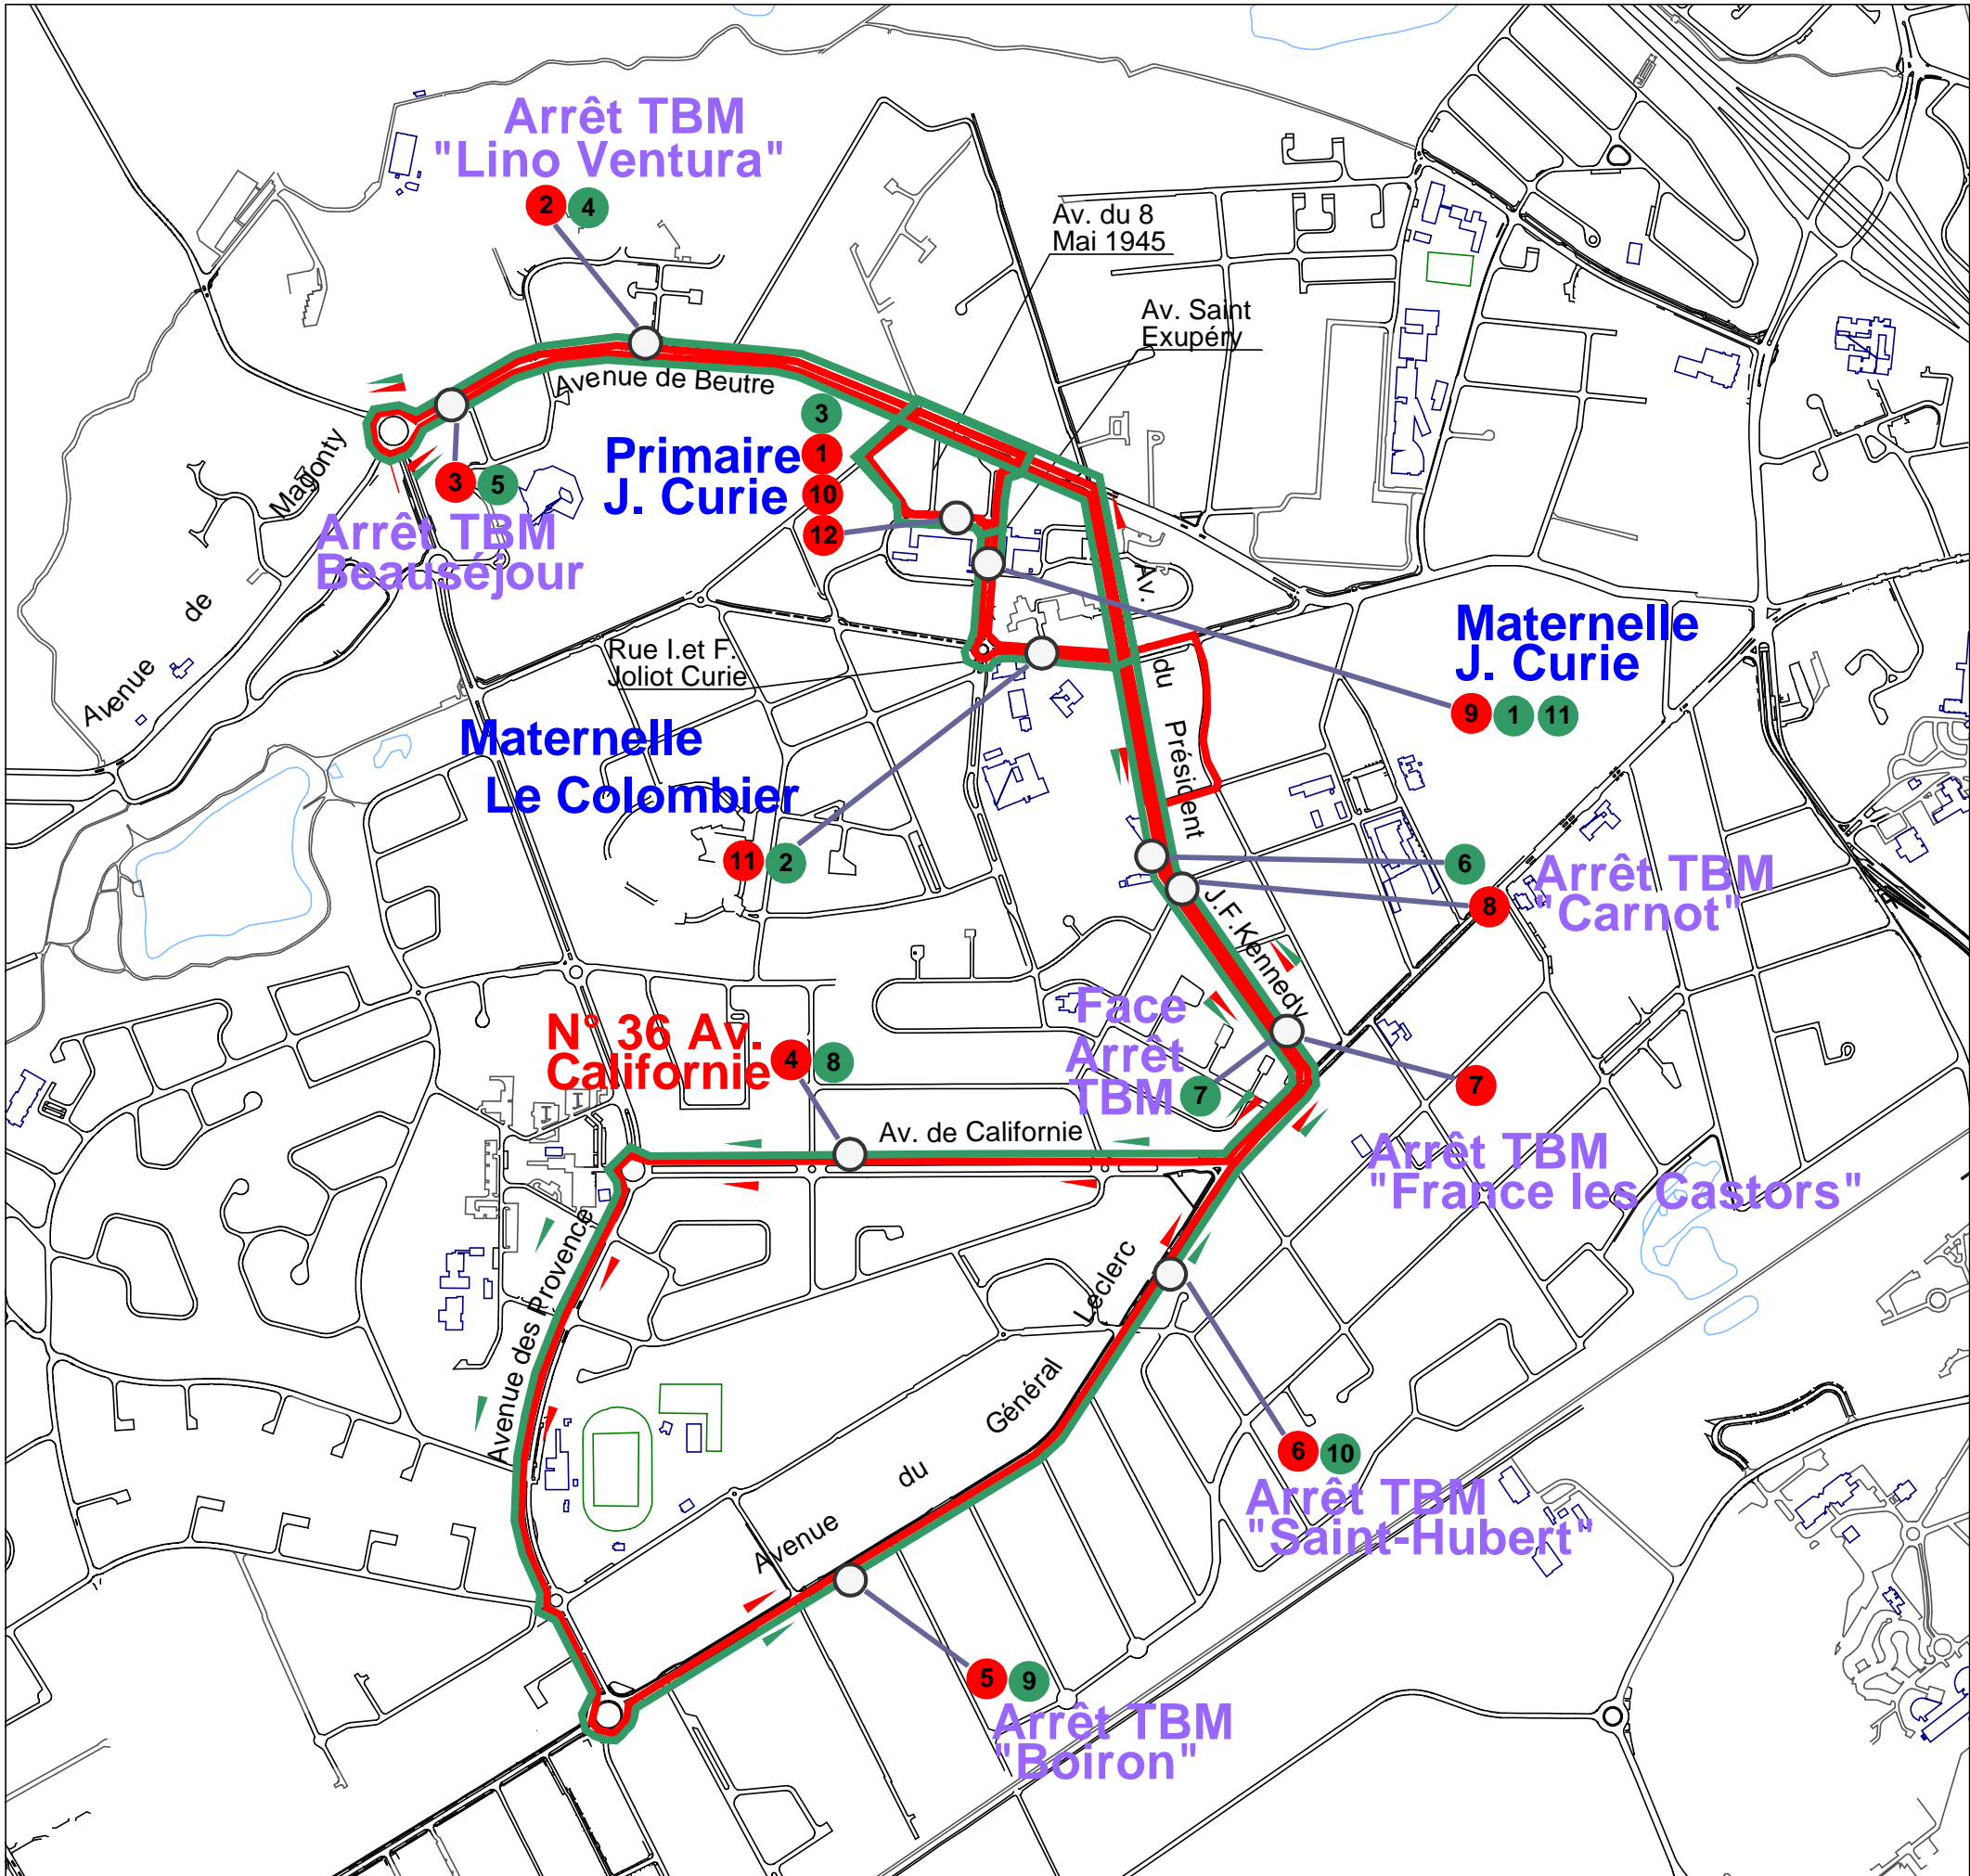 Arrêt TBM
"Lino Ventura"
2 4
Av. du 8
Mai 1945
Av. Saint
Exupéry
Avenue de Beutre
3
Primaire 1
J. Curie 10
12
3 5
Arrêt TBM
Beauséjour
Avenue de Magonty
Rue I.et F.
Joliot Curie
Maternelle
J. Curie
9 1 11
Maternelle
Le Colombier
11 2
Av. du Président J.F.Kennedy
6
8
Arrêt TBM
"Carnot"
Face
Arrêt
TBM 7
7
N° 36 Av.
Californie 4 8
Av. de Californie
Arrêt TBM
"France les Castors"
Avenue des Provence
Avenue du Général Leclerc
6 10
Arrêt TBM
"Saint-Hubert"
5 9
Arrêt TBM
"Boiron"